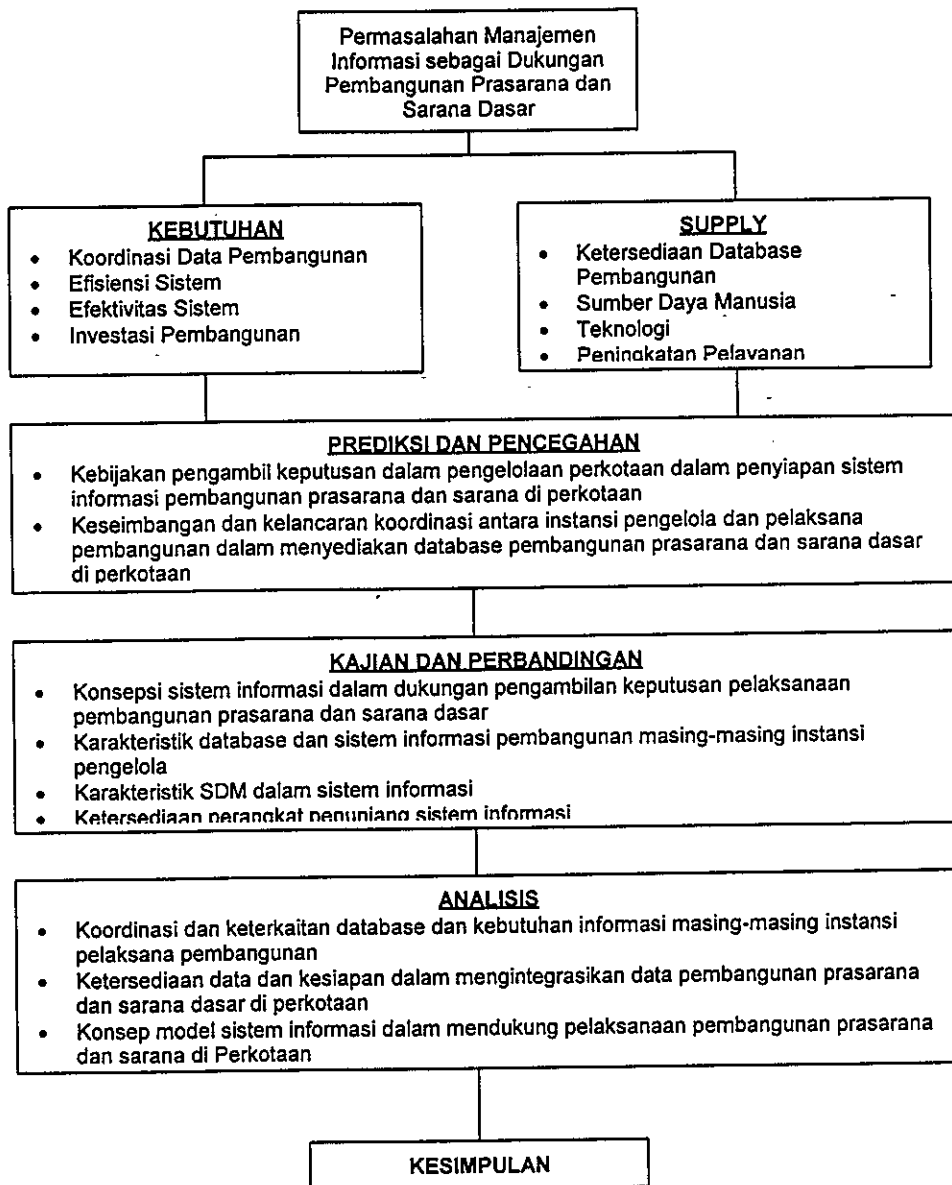 Permasalahan Manajemen
Informasi sebagai Dukungan
Pembangunan Prasarana dan
Sarana Dasar
KEBUTUHAN
• Koordinasi Data Pembangunan
• Efisiensi Sistem
• Efektivitas Sistem
• Investasi Pembangunan
SUPPLY
• Ketersediaan Database
Pembangunan
• Sumber Daya Manusia
• Teknologi
• Peningkatan Pelayanan
PREDIKSI DAN PENCEGAHAN
• Kebijakan pengambil keputusan dalam pengelolaan perkotaan dalam penyiapan sistem
informasi pembangunan prasarana dan sarana di perkotaan
• Keseimbangan dan kelancaran koordinasi antara instansi pengelola dan pelaksana
pembangunan dalam menyediakan database pembangunan prasarana dan sarana dasar
di perkotaan
KAJIAN DAN PERBANDINGAN
• Konsepsi sistem informasi dalam dukungan pengambilan keputusan pelaksanaan
pembangunan prasarana dan sarana dasar
• Karakteristik database dan sistem informasi pembangunan masing-masing instansi
pengelola
• Karakteristik SDM dalam sistem informasi
• Ketersediaan perangkat penunjang sistem informasi
ANALISIS
• Koordinasi dan keterkaitan database dan kebutuhan informasi masing-masing instansi
pelaksana pembangunan
• Ketersediaan data dan kesiapan dalam mengintegrasikan data pembangunan prasarana
dan sarana dasar di perkotaan
• Konsep model sistem informasi dalam mendukung pelaksanaan pembangunan prasarana
dan sarana di Perkotaan
KESIMPULAN